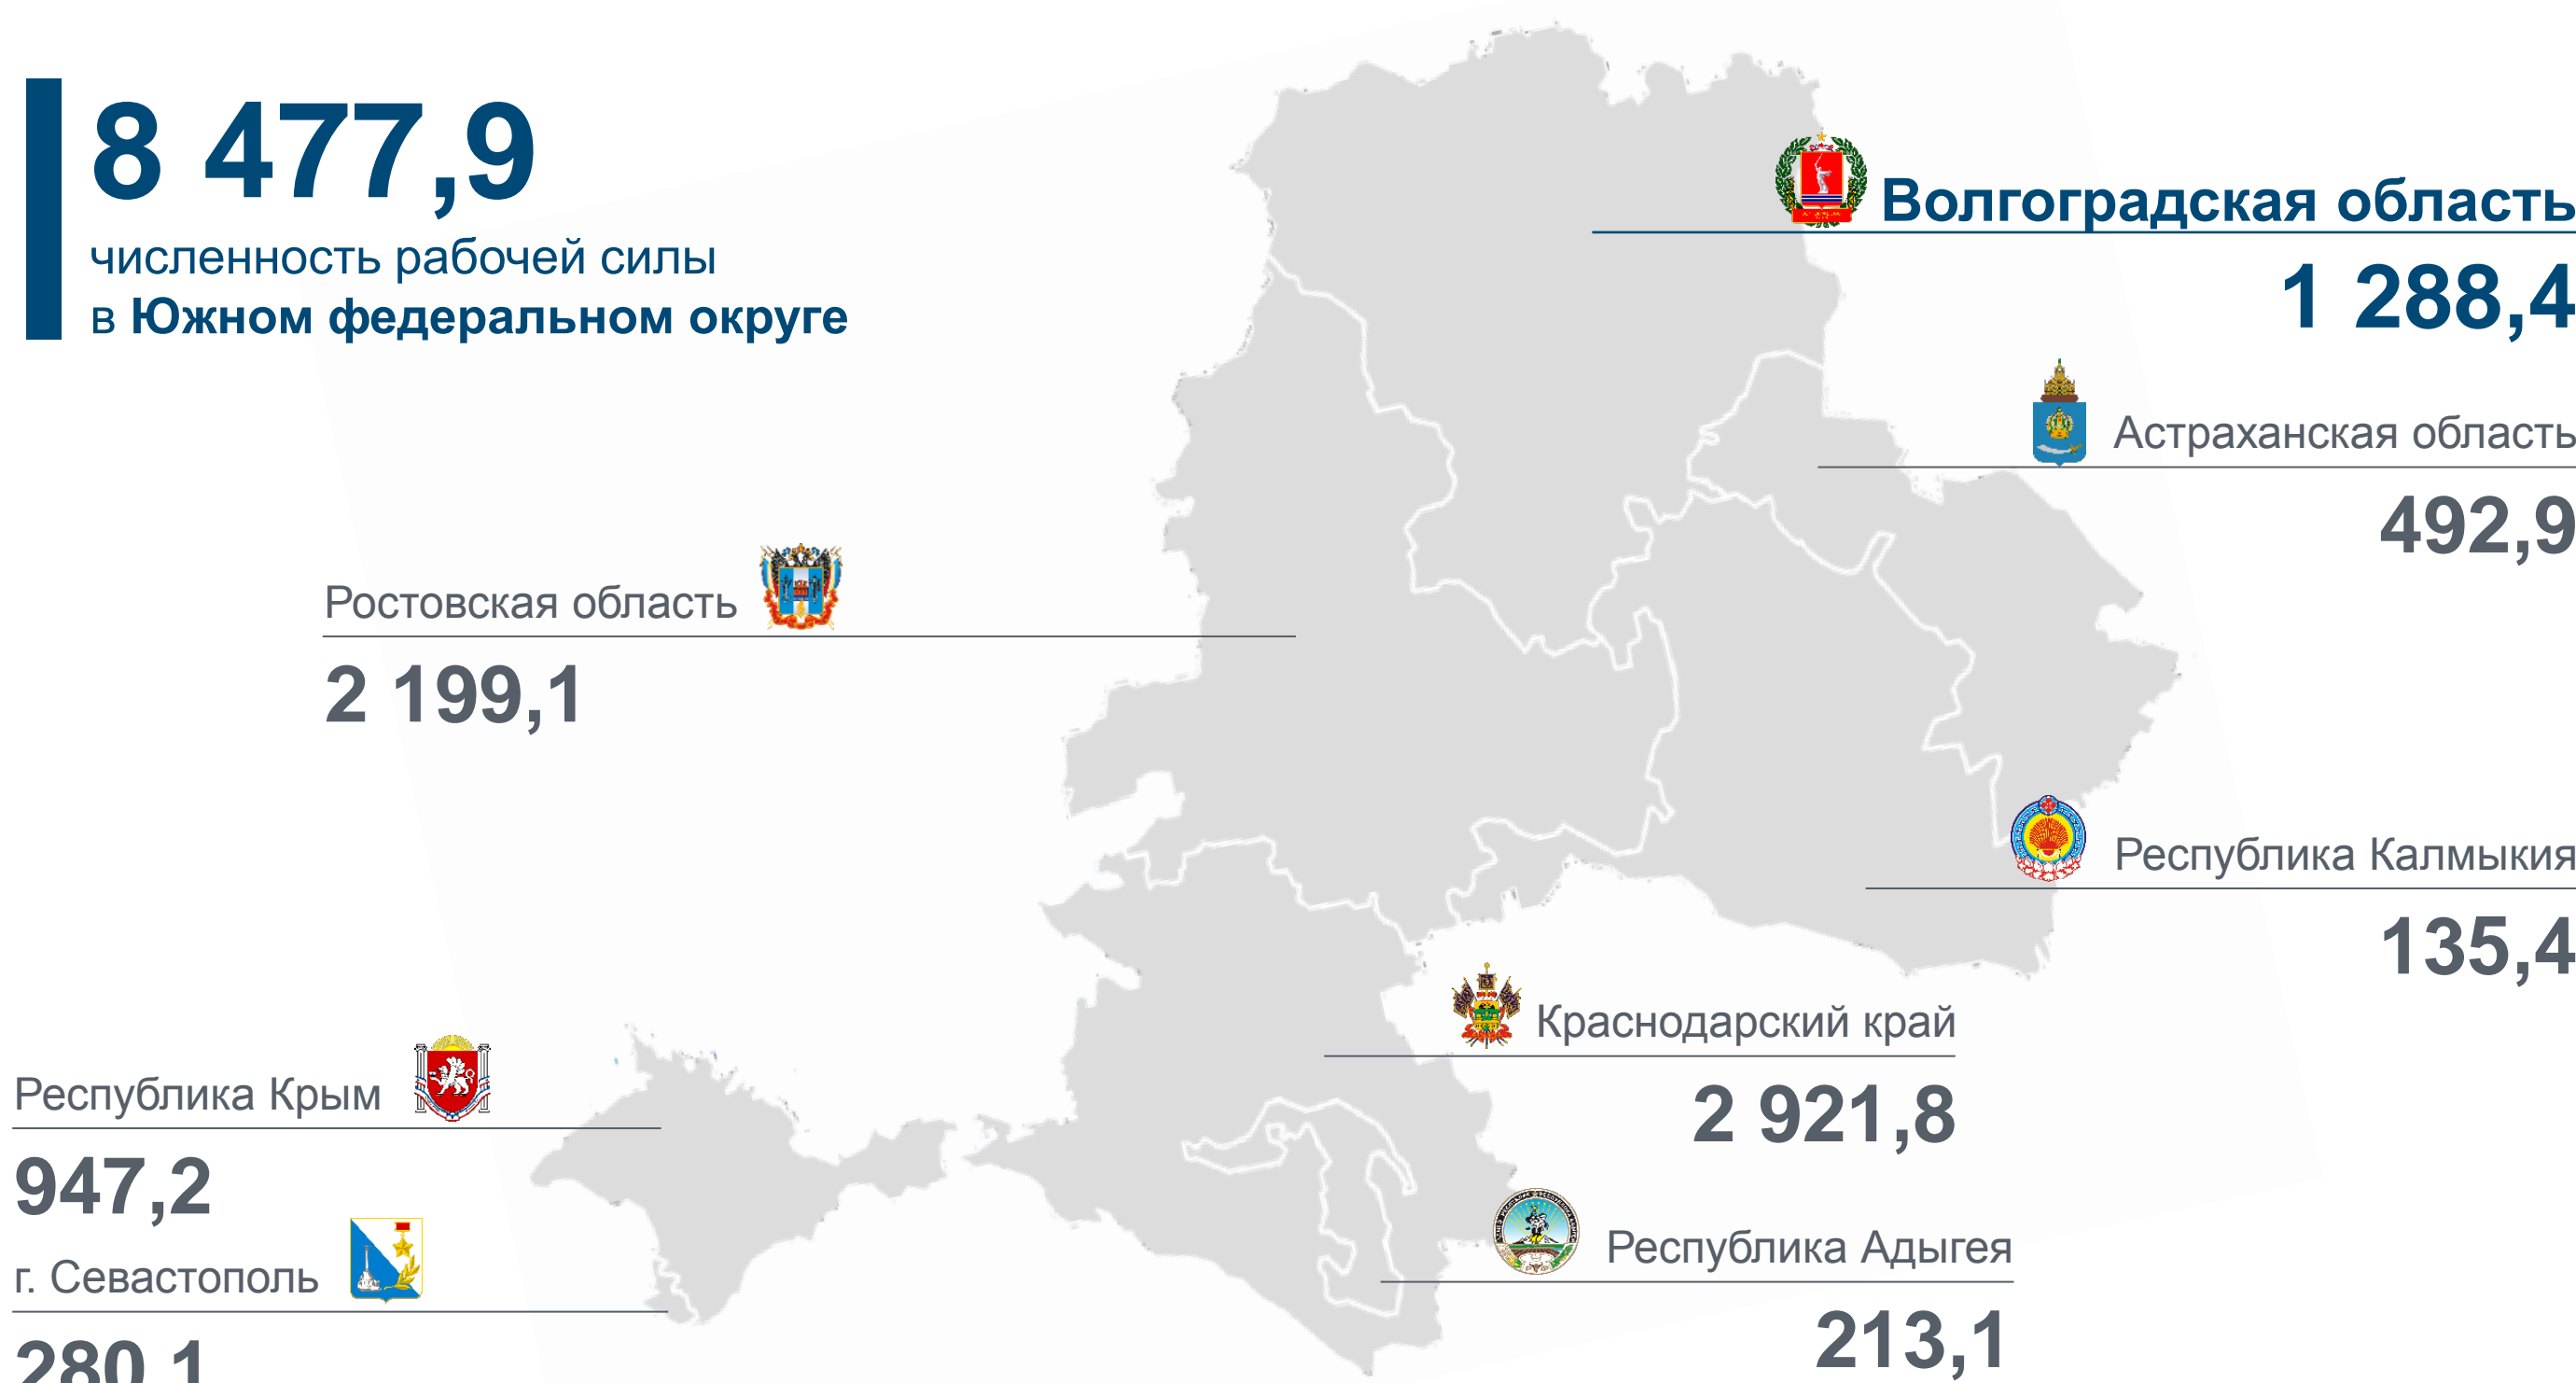 8 477,9
численность рабочей силы
в Южном федеральном округе
Волгоградская область
1 288,4
Астраханская область
492,9
Ростовская область
2 199,1
Республика Калмыкия
135,4
Краснодарский край
2 921,8
Республика Крым
947,2
г. Севастополь
280,1
Республика Адыгея
213,1